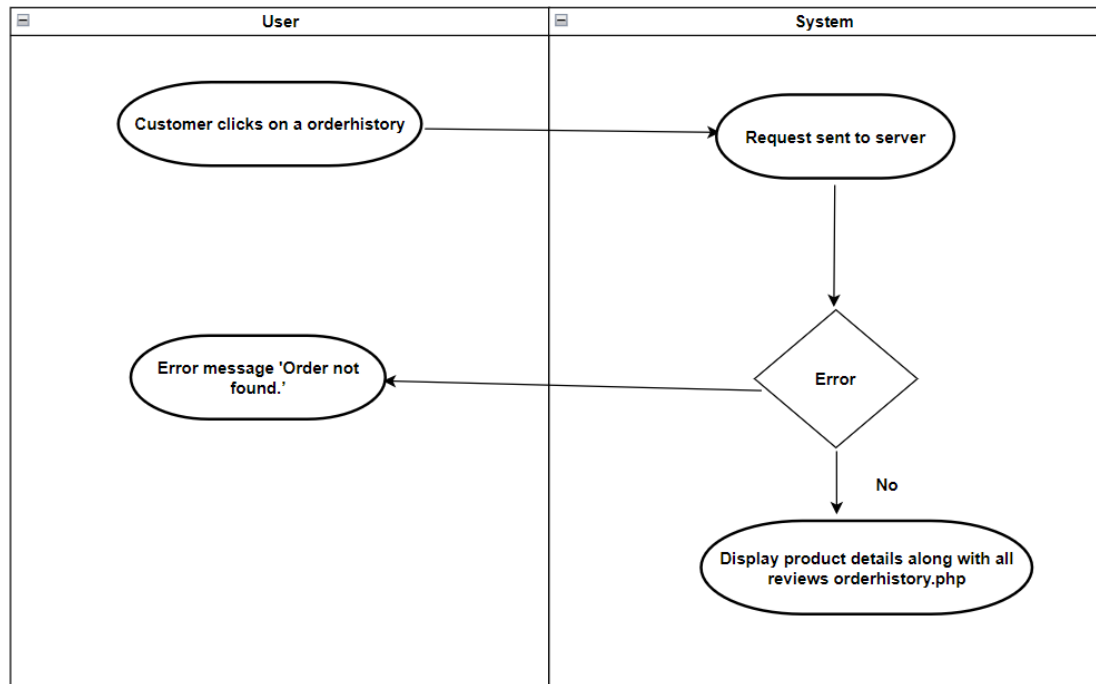 User
System
Customer clicks on a orderhistory
Request sent to server
Error message 'Order not
found.’
Error
No
Display product details along with all
reviews orderhistory.php